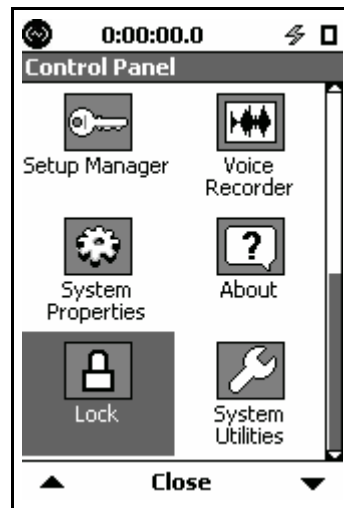 0:00:00.0
Control Panel
Setup Manager
Voice
Recorder
System
Properties
?
About
Lock
System
Utilities
Close